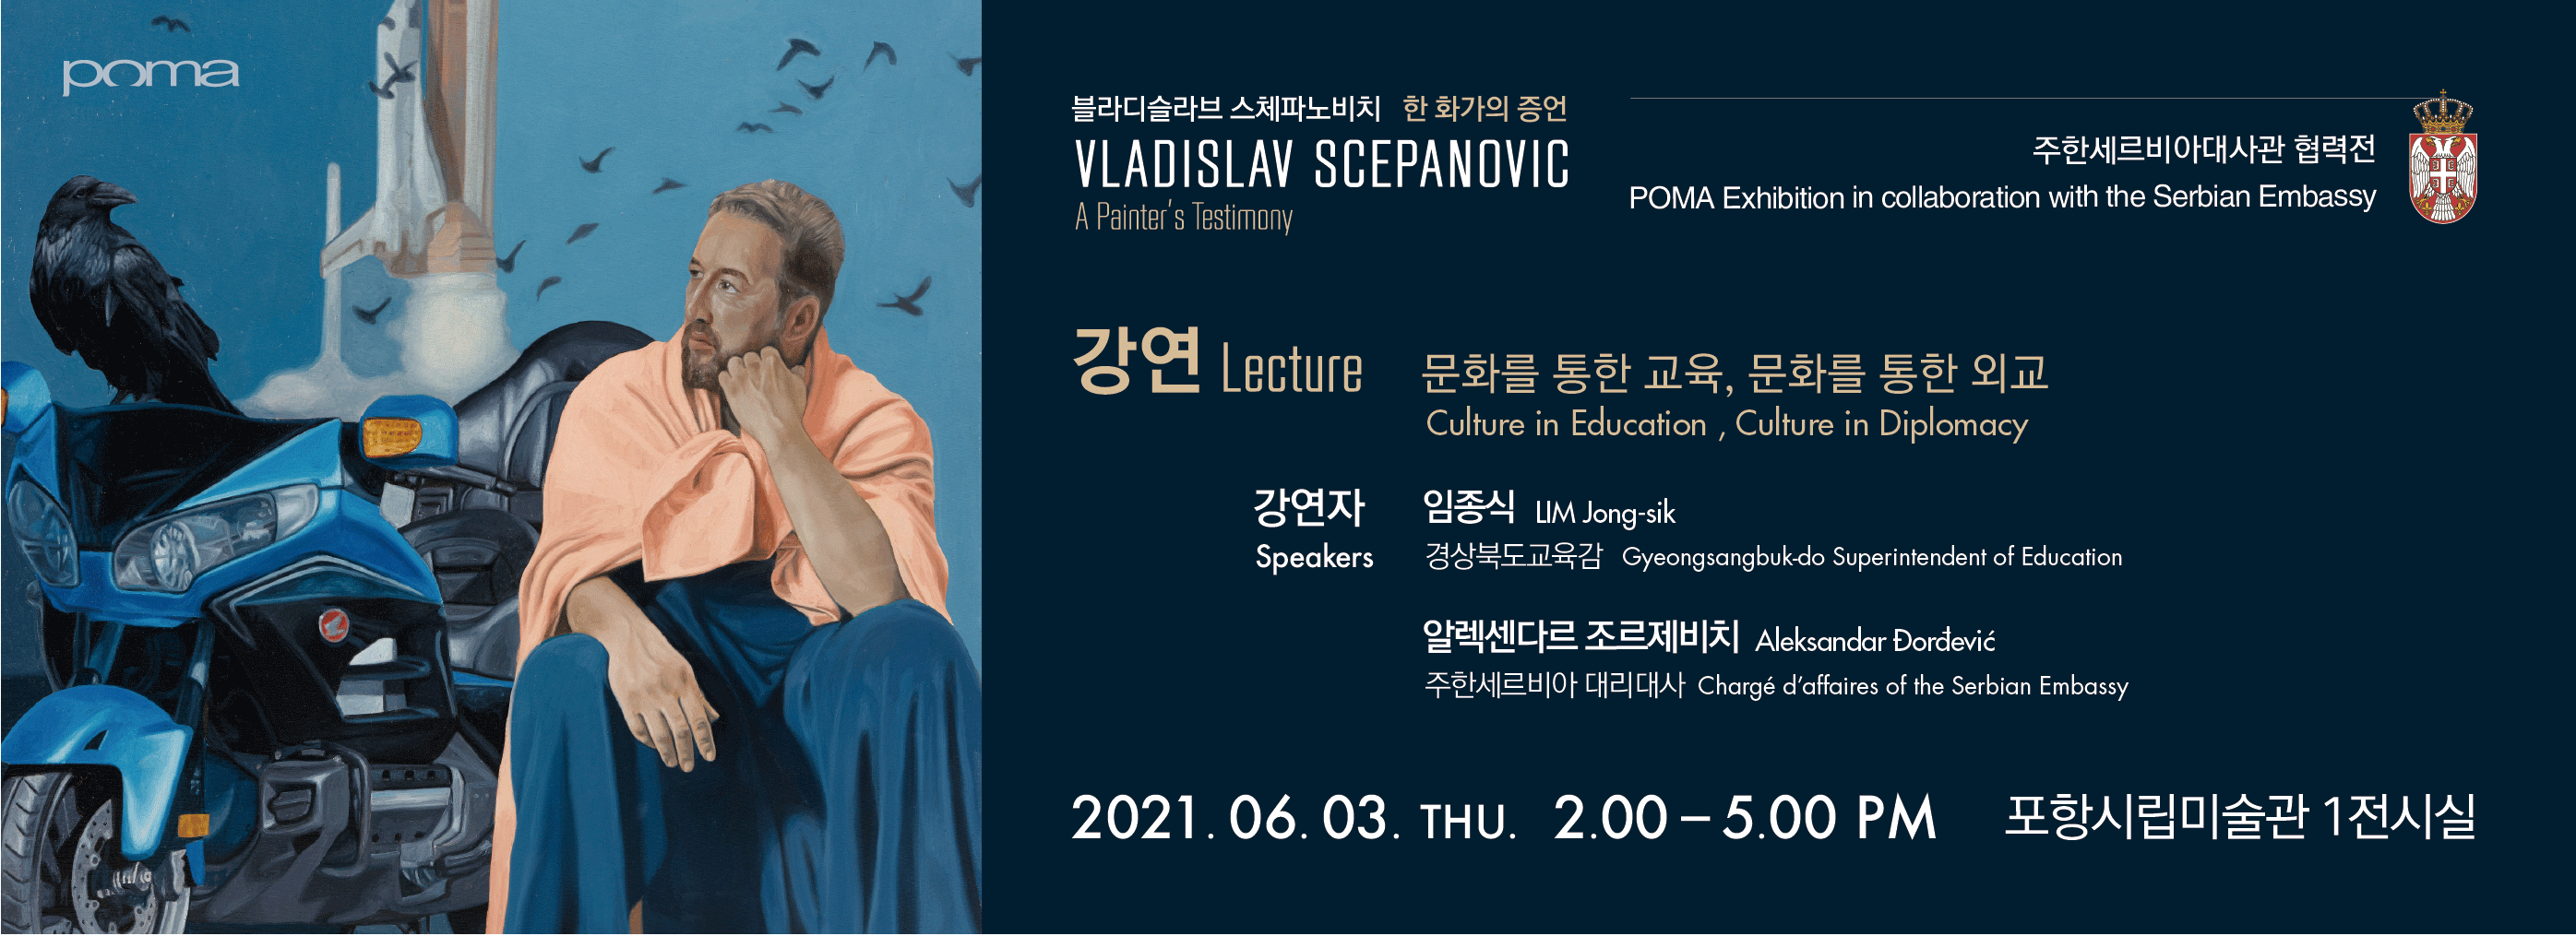 poma
블라디슬라브 스체파노비치 한 화가의 증언
VLADISLAV SCEPANOVIC
A Painter's Testimony
주한세르비아대사관 협력전
POMA Exhibition in collaboration with the Serbian Embassy
강연 Lecture 문화를 통한 교육, 문화를 통한 외교
Culture in Education , Culture in Diplomacy
강연자 임종식 LIM Jong-sik
Speakers 경상북도교육감 Gyeongsangbuk-do Superintendent of Education
알렉센다르 조르제비치 Aleksandar Đorđević
주한세르비아 대리대사 Chargé d'affaires of the Serbian Embassy
2021. 06. 03. THU. 2.00 – 5.00 PM 포항시립미술관 1전시실